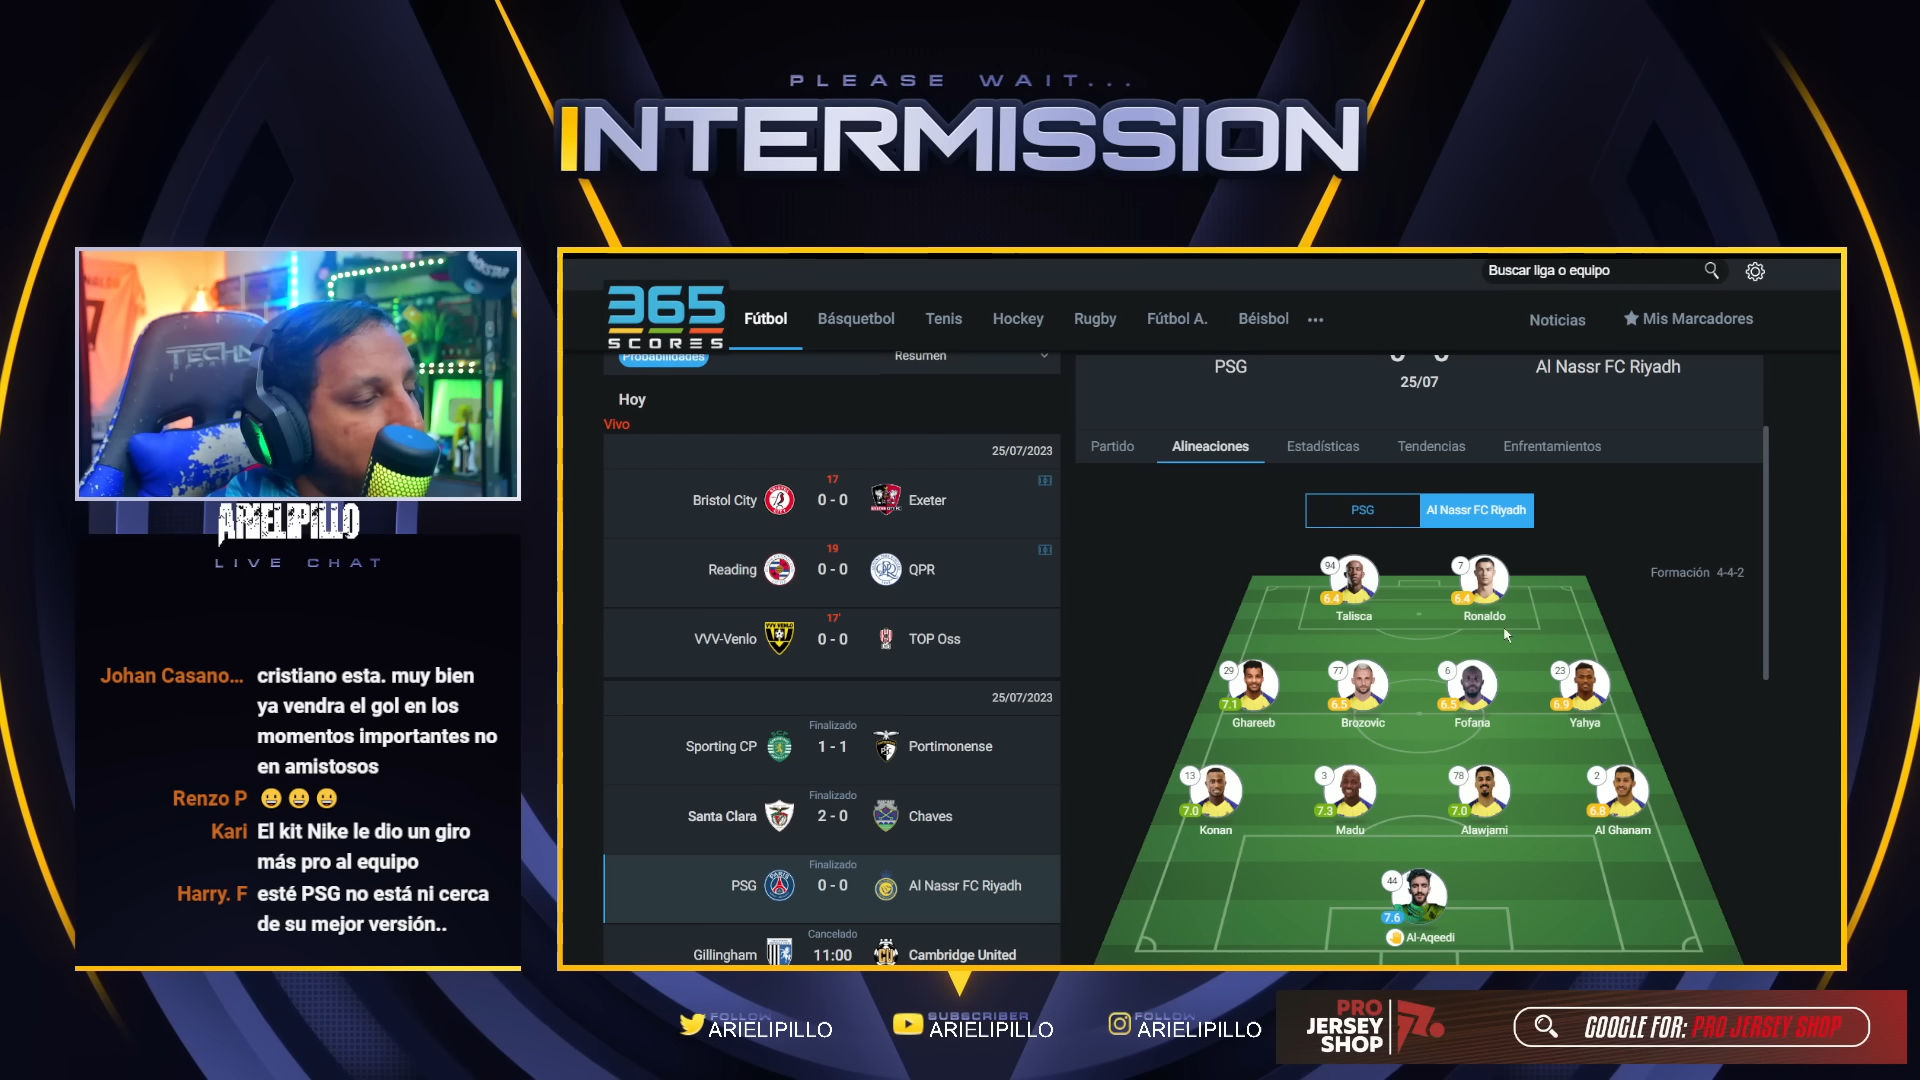 PLEASE WAIT...
INTERMISSION
TECHNI
Buscar liga o equipo
365
SCORES
Fútbol
Básquetbol
Tenis
Hockey
Rugby
Fútbol A.
Béisbol
Noticias
Mis Marcadores
Probabilidades
Resumen
Hoy
Vivo
25/07/2023
17
Bristol City 0 - 0 Exeter
19
Reading 0 - 0 QPR
17'
VVV-Venlo 0 - 0 TOP Oss
25/07/2023
Finalizado
Sporting CP 1 - 1 Portimonense
Finalizado
Santa Clara 2 - 0 Chaves
Finalizado
PSG 0 - 0 Al Nassr FC Riyadh
Cancelado
Gillingham 11:00 Cambridge United
PSG
Al Nassr FC Riyadh
25/07
Partido
Alineaciones
Estadísticas
Tendencias
Enfrentamientos
PSG
Al Nassr FC Riyadh
Formación 4-4-2
94
6.4
Talisca
7
6.4
Ronaldo
29
7.1
Ghareeb
77
6.5
Brozovic
6
6.5
Fofana
23
6.9
Yahya
13
7.0
Konan
3
7.3
Madu
78
7.0
Alawjami
2
6.8
Al Ghanam
44
7.6
Al-Aqeedi
ARIELIPILLO
LIVE CHAT
Johan Casano... cristiano esta. muy bien
ya vendra el gol en los
momentos importantes no
en amistosos
Renzo P 😀😀😀
Kari El kit Nike le dio un giro
más pro al equipo
Harry. F esté PSG no está ni cerca
de su mejor versión..
FOLLOW
ARIELIPILLO
SUBSCRIBER
ARIELIPILLO
FOLLOW
ARIELIPILLO
PRO
JERSEY
SHOP
GOOGLE FOR: PRO JERSEY SHOP